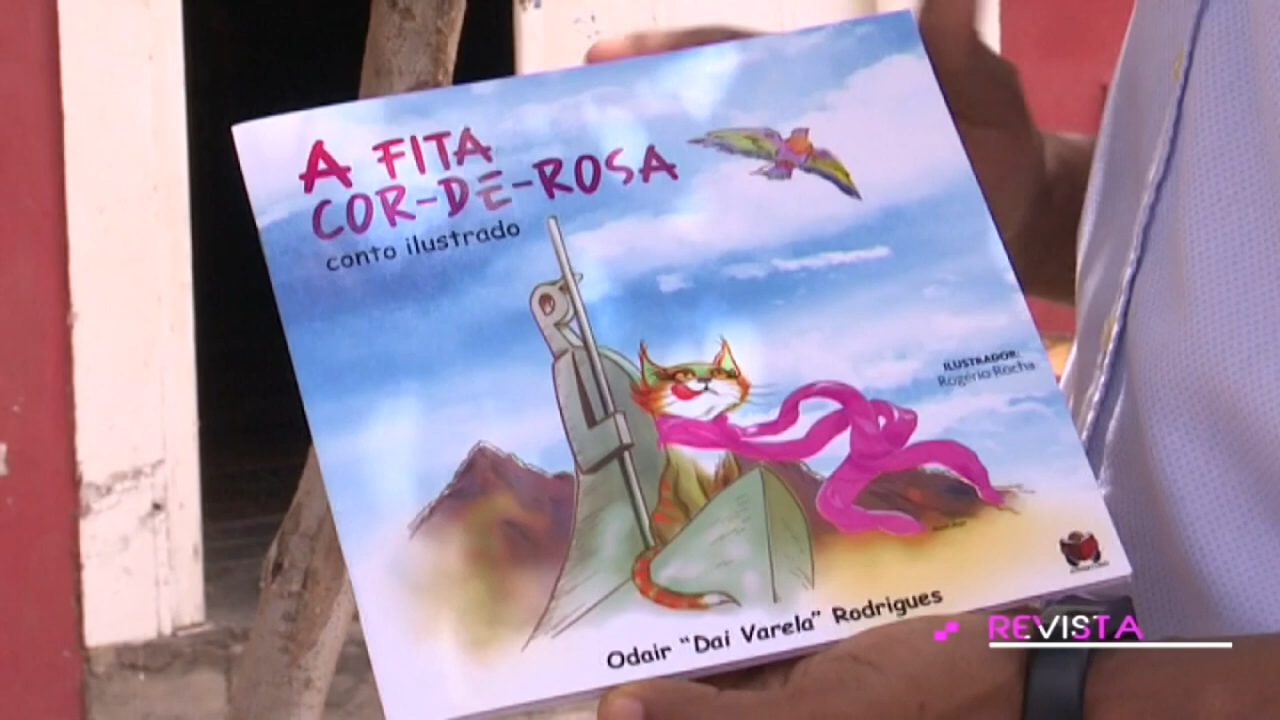 A FITA
COR-DE-ROSA
conto ilustrado
ILUSTRADOR:
Rogério Rocha
Odair "Dai Varela" Rodrigues
REVISTA